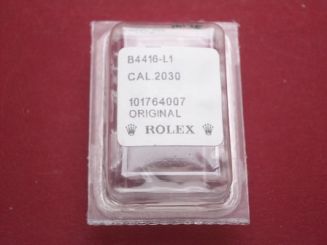 B4416-L1
CAL.2030
101764007
ORIGINAL
ROLEX